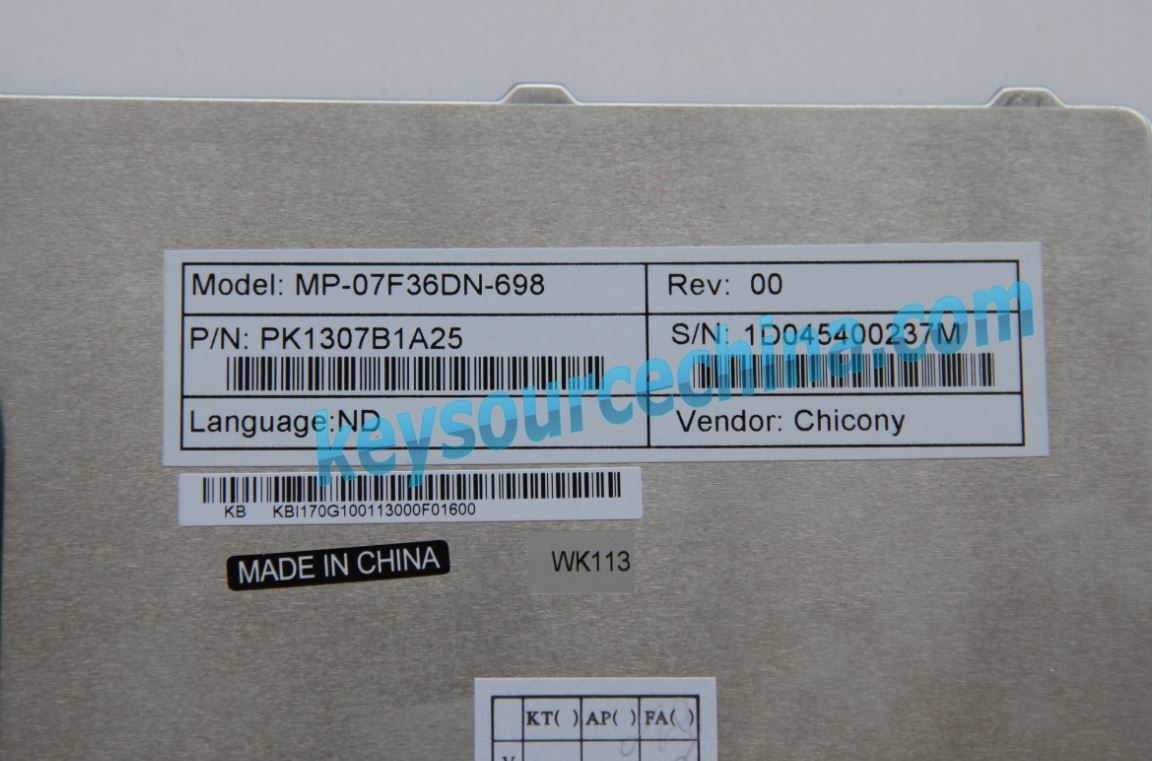 Model: MP-07F36DN-698
Rev: 00
P/N: PK1307B1A25
S/N: 1D045400237M
Language:ND
Vendor: Chicony
keysourcechina.com
KB KBI170G100113000F01600
MADE IN CHINA
WK113
KT( ) AP( ) FA( )